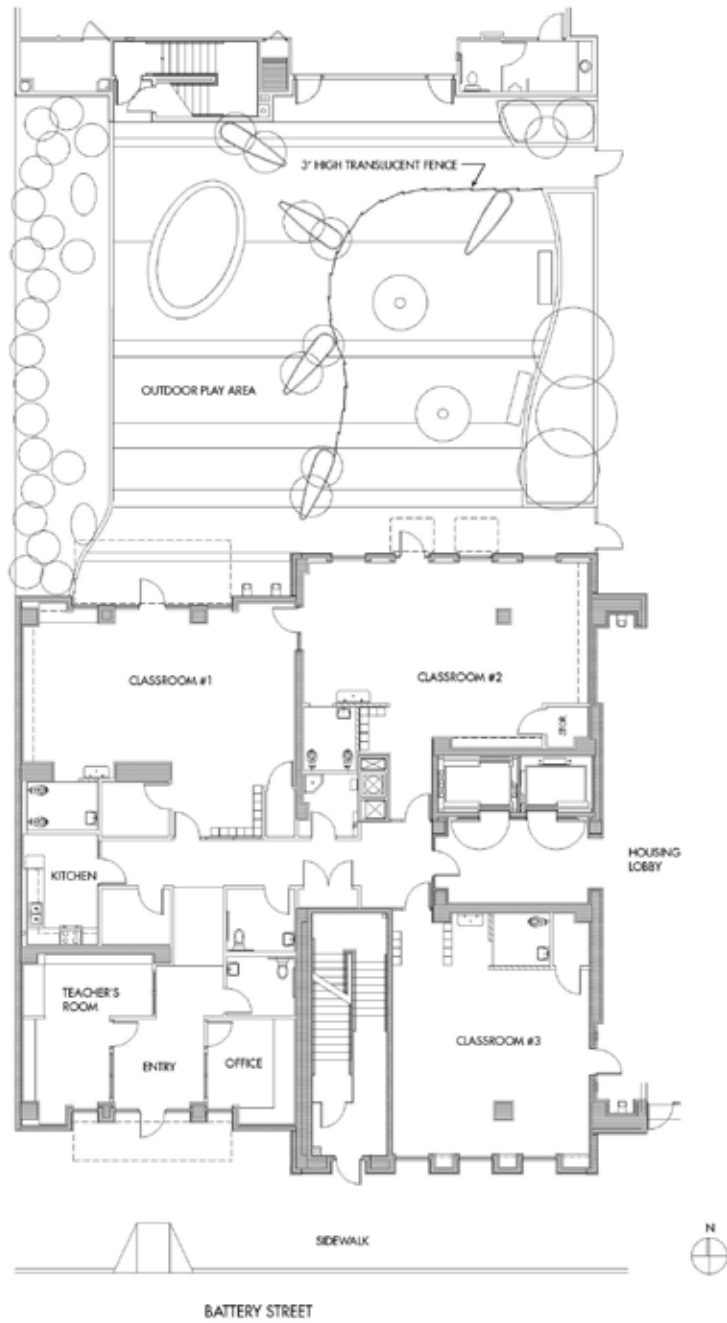 3' HIGH TRANSLUCENT FENCE
OUTDOOR PLAY AREA
CLASSROOM #1
CLASSROOM #2
STOR.
KITCHEN
HOUSING
LOBBY
TEACHER'S
ROOM
ENTRY
OFFICE
CLASSROOM #3
SIDEWALK
N
BATTERY STREET